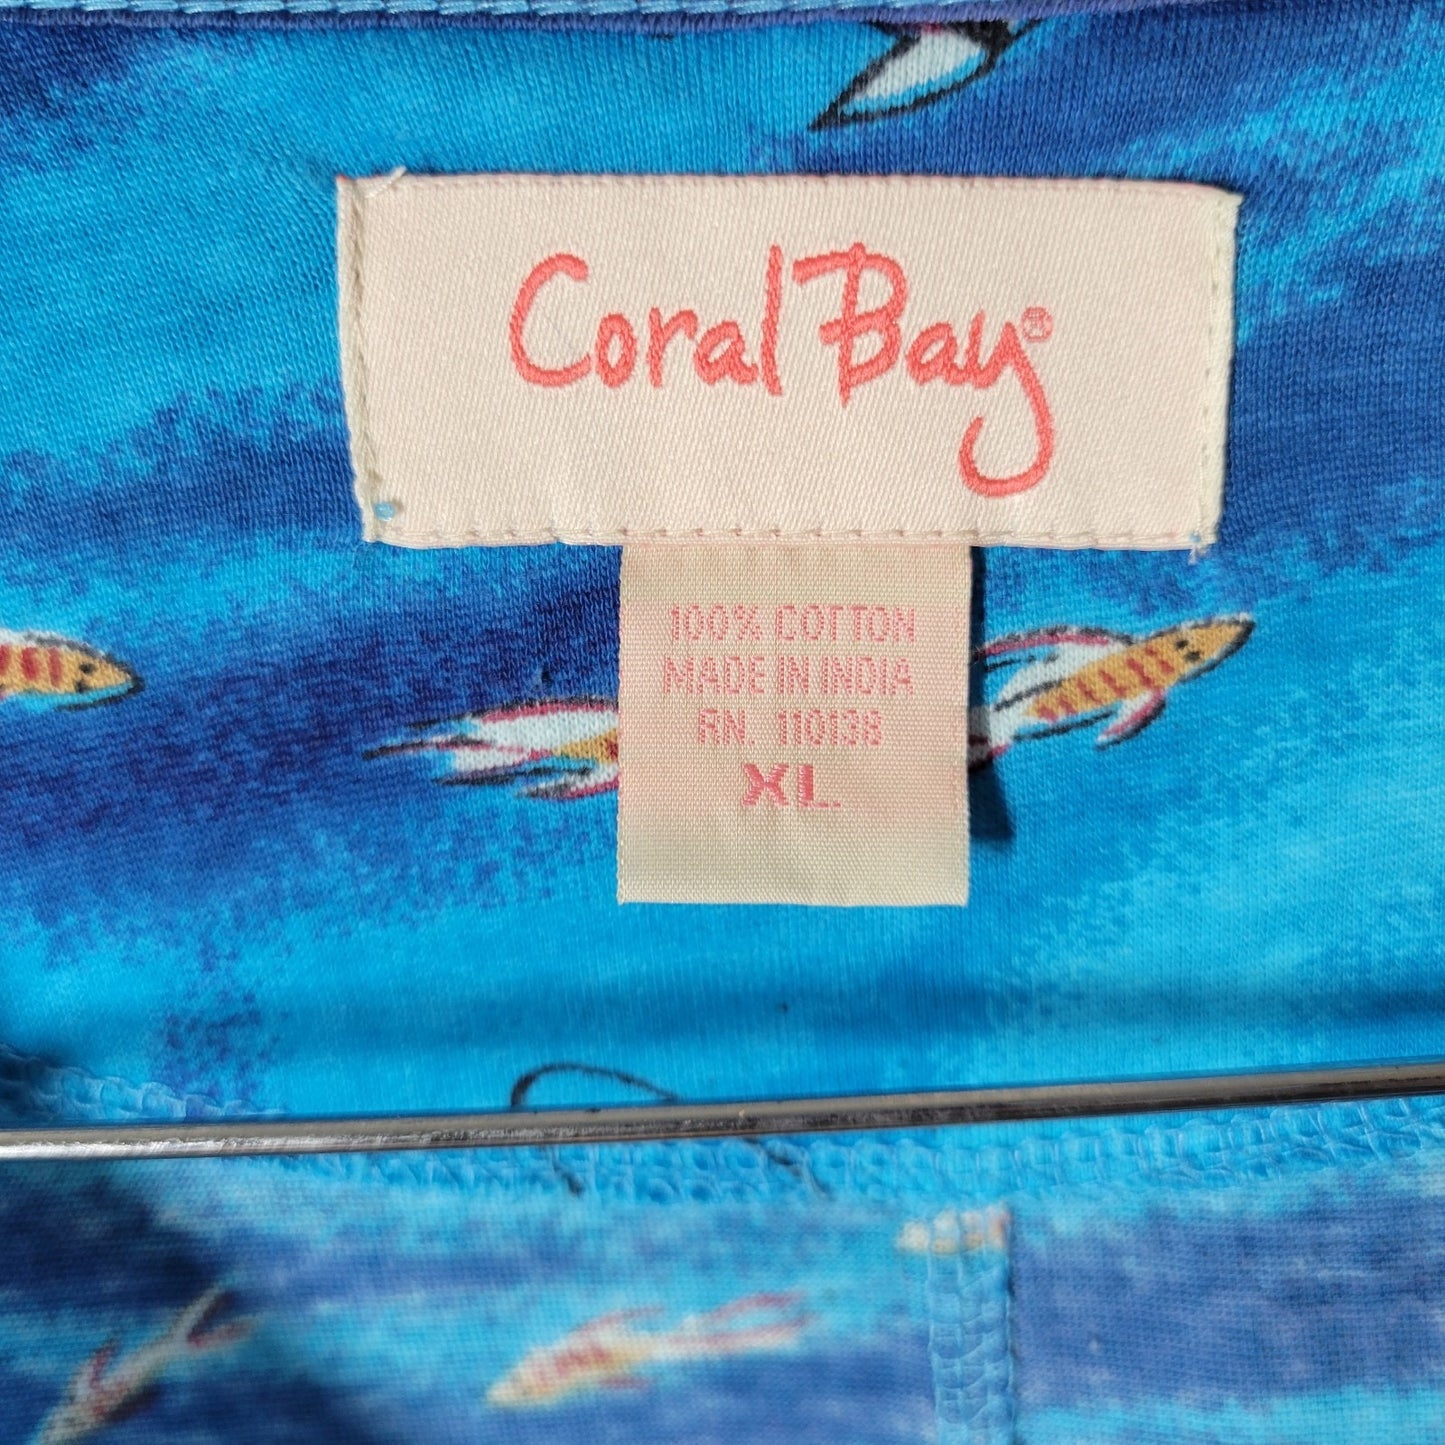 Coral Bay®
100% COTTON
MADE IN INDIA
RN. 110138
XL